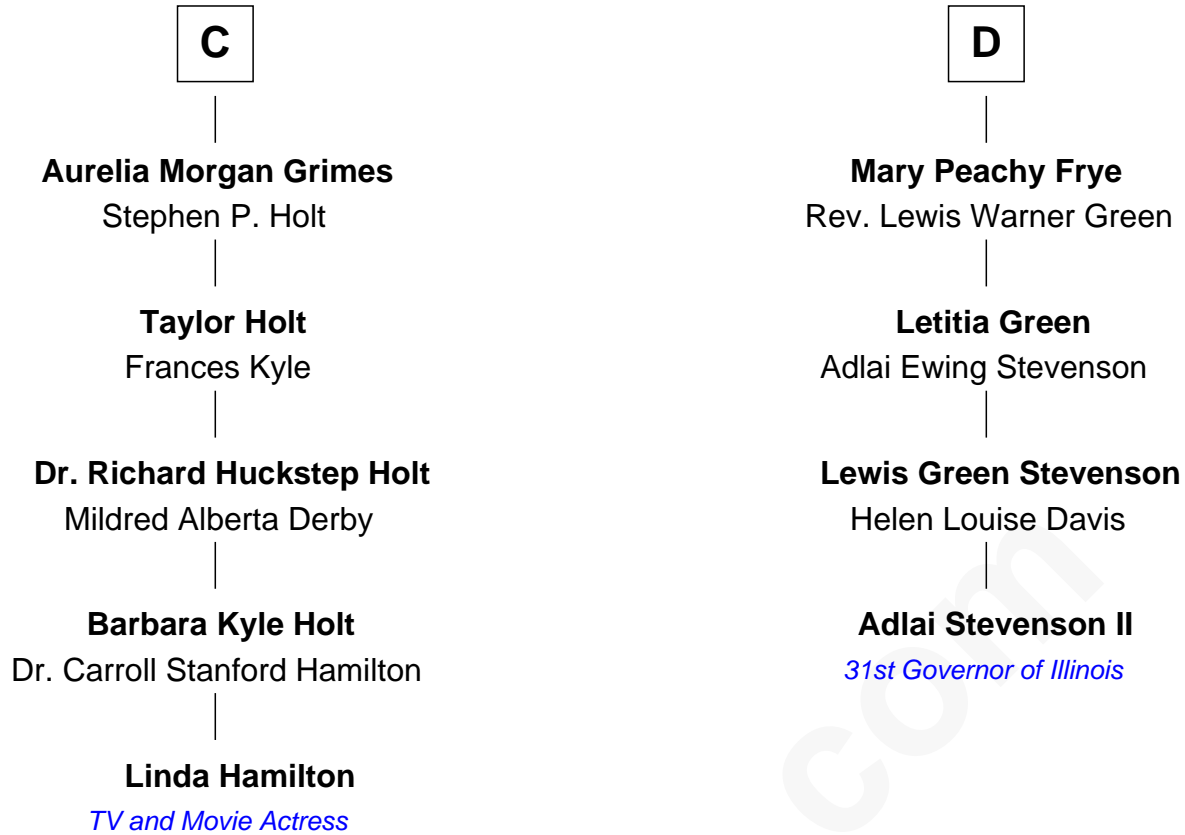 C
Aurelia Morgan Grimes
Stephen P. Holt
Taylor Holt
Frances Kyle
Dr. Richard Huckstep Holt
Mildred Alberta Derby
Barbara Kyle Holt
Dr. Carroll Stanford Hamilton
Linda Hamilton
TV and Movie Actress
D
Mary Peachy Frye
Rev. Lewis Warner Green
Letitia Green
Adlai Ewing Stevenson
Lewis Green Stevenson
Helen Louise Davis
Adlai Stevenson II
31st Governor of Illinois
com